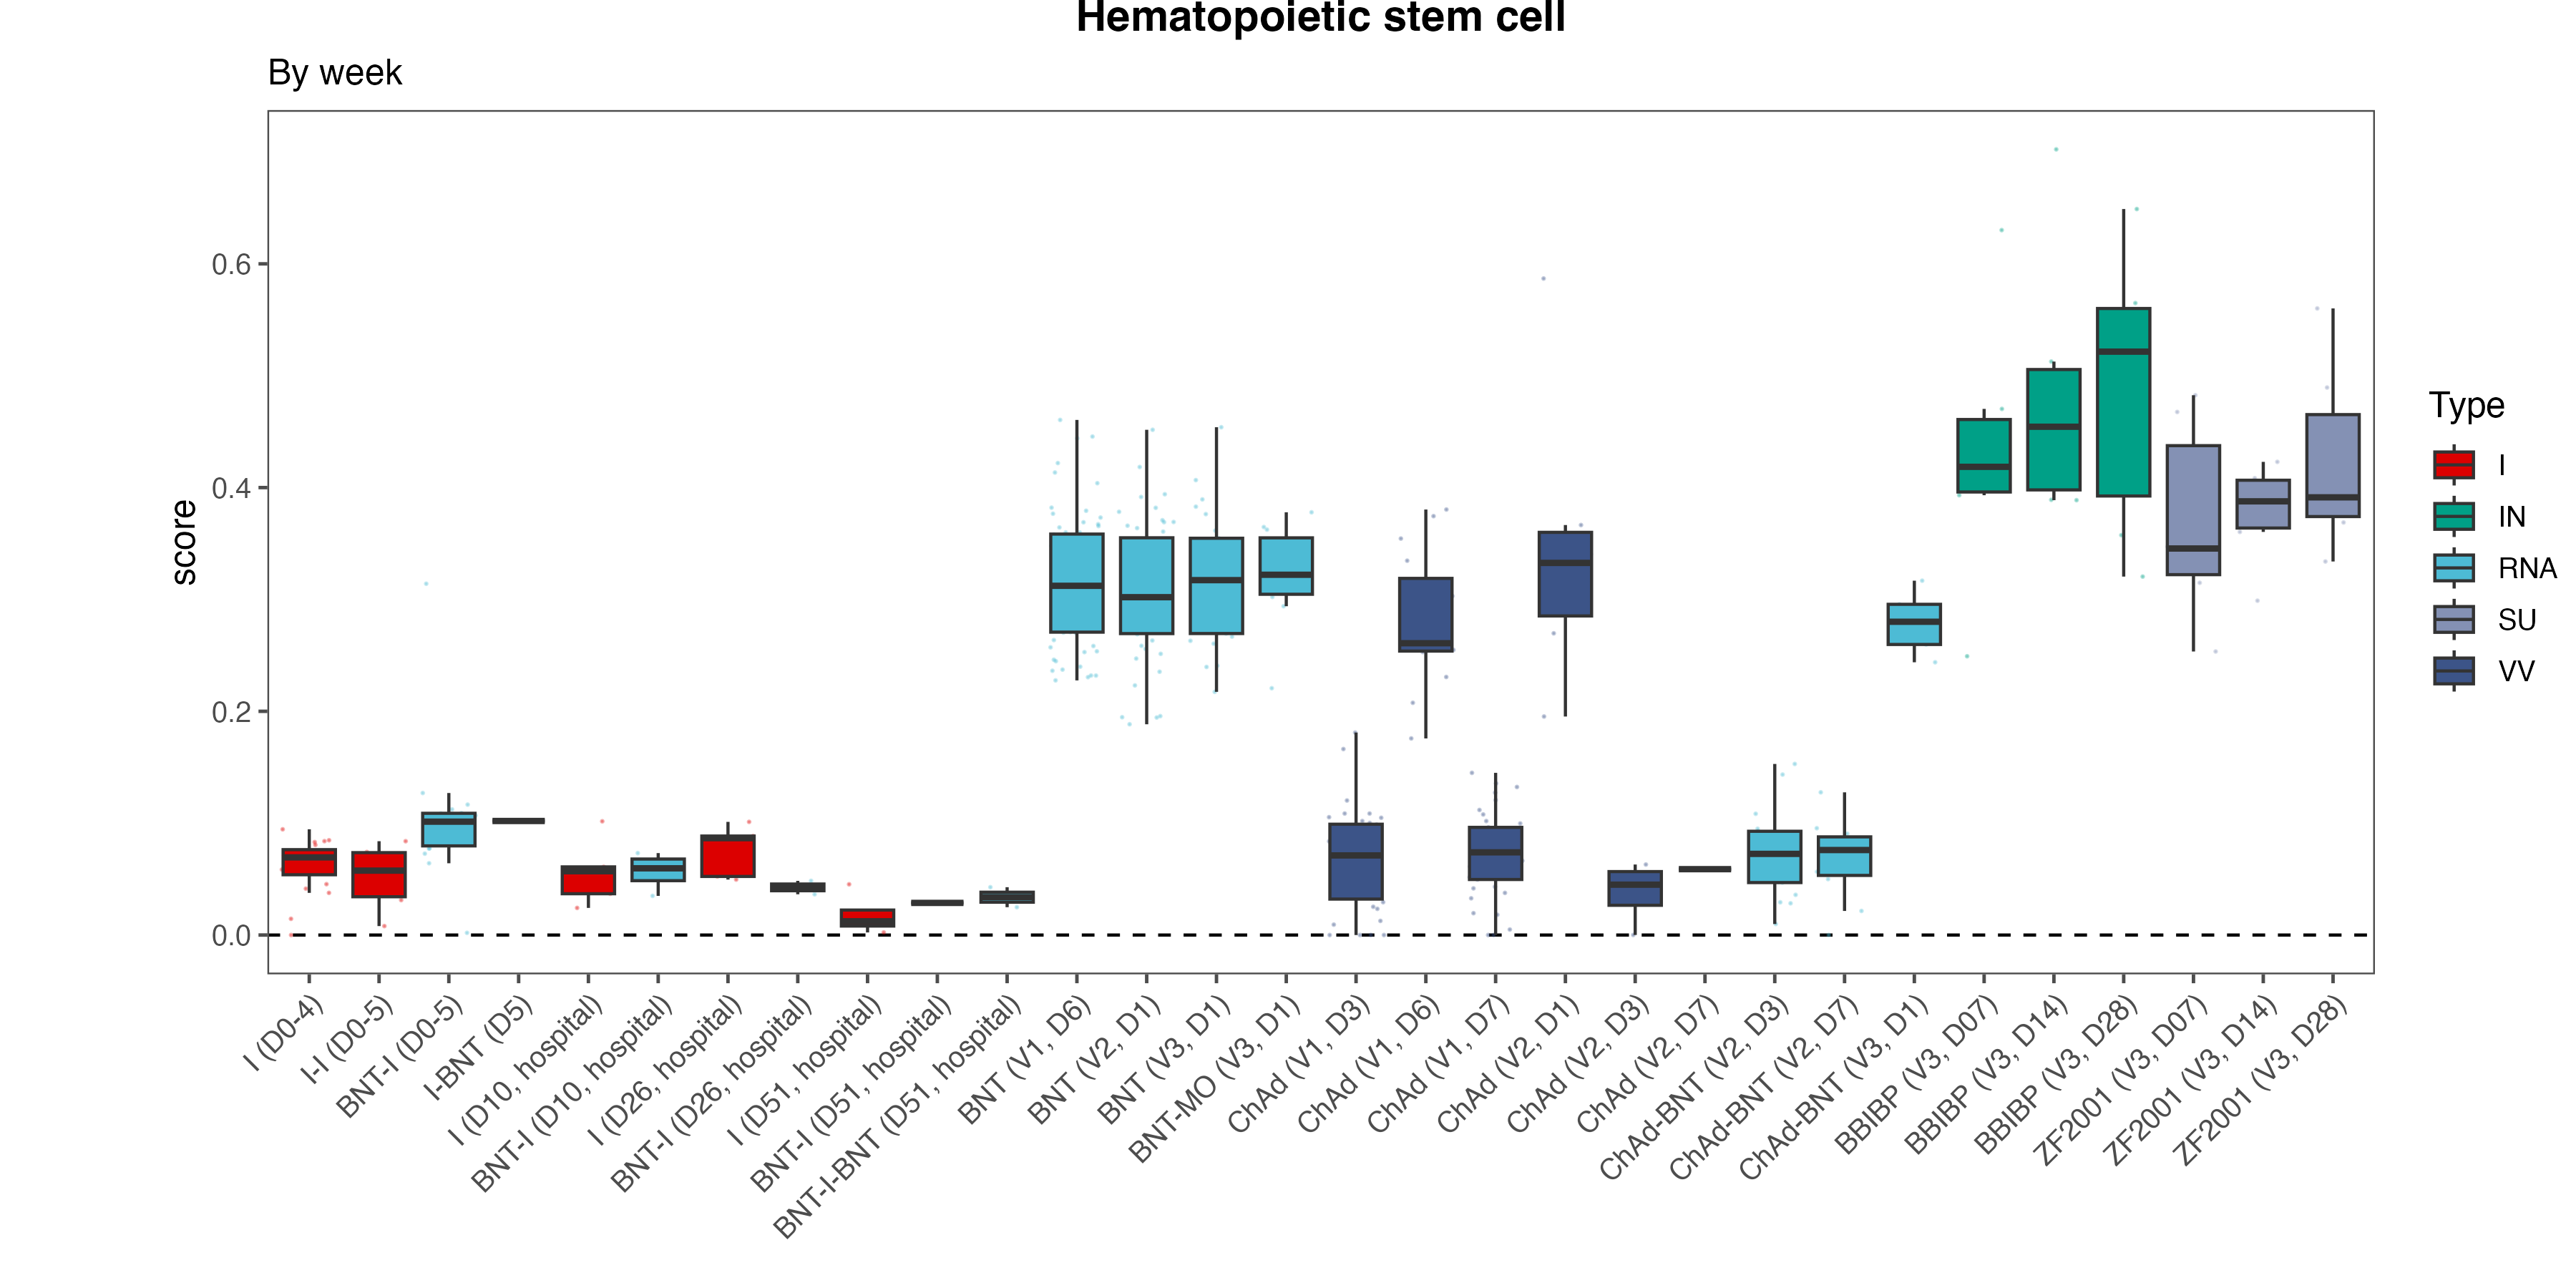 Hematopoietic stem cell
By week
score
0.6
0.4
0.2
0.0
I (D0-4)
I-I (D0-5)
BNT-I (D0-5)
I-BNT (D5)
I (D10, hospital)
BNT-I (D10, hospital)
I (D26, hospital)
BNT-I (D26, hospital)
I (D51, hospital)
BNT-I (D51, hospital)
BNT-I-BNT (D51, hospital)
BNT (V1, D6)
BNT (V2, D1)
BNT (V3, D1)
BNT-MO (V3, D1)
ChAd (V1, D3)
ChAd (V1, D6)
ChAd (V1, D7)
ChAd (V2, D1)
ChAd (V2, D3)
ChAd (V2, D7)
ChAd-BNT (V2, D3)
ChAd-BNT (V2, D7)
ChAd-BNT (V3, D1)
BBIBP (V3, D07)
BBIBP (V3, D14)
BBIBP (V3, D28)
ZF2001 (V3, D07)
ZF2001 (V3, D14)
ZF2001 (V3, D28)
Type
I
IN
RNA
SU
VV